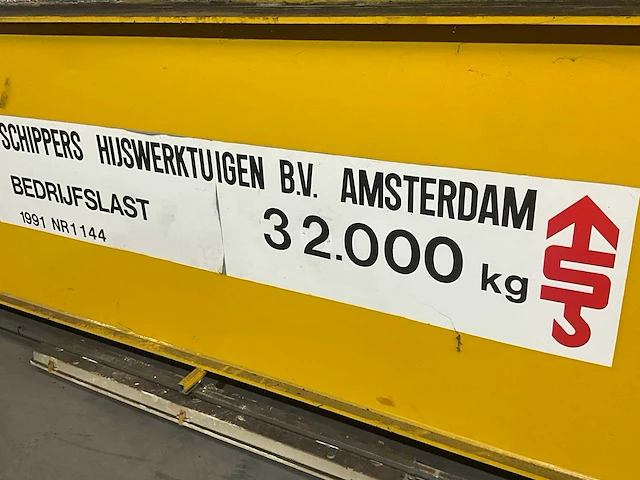 SCHIPPERS HIJSWERKTUIGEN B.V. AMSTERDAM
BEDRIJFSLAST 32.000 kg
1991 NR1144